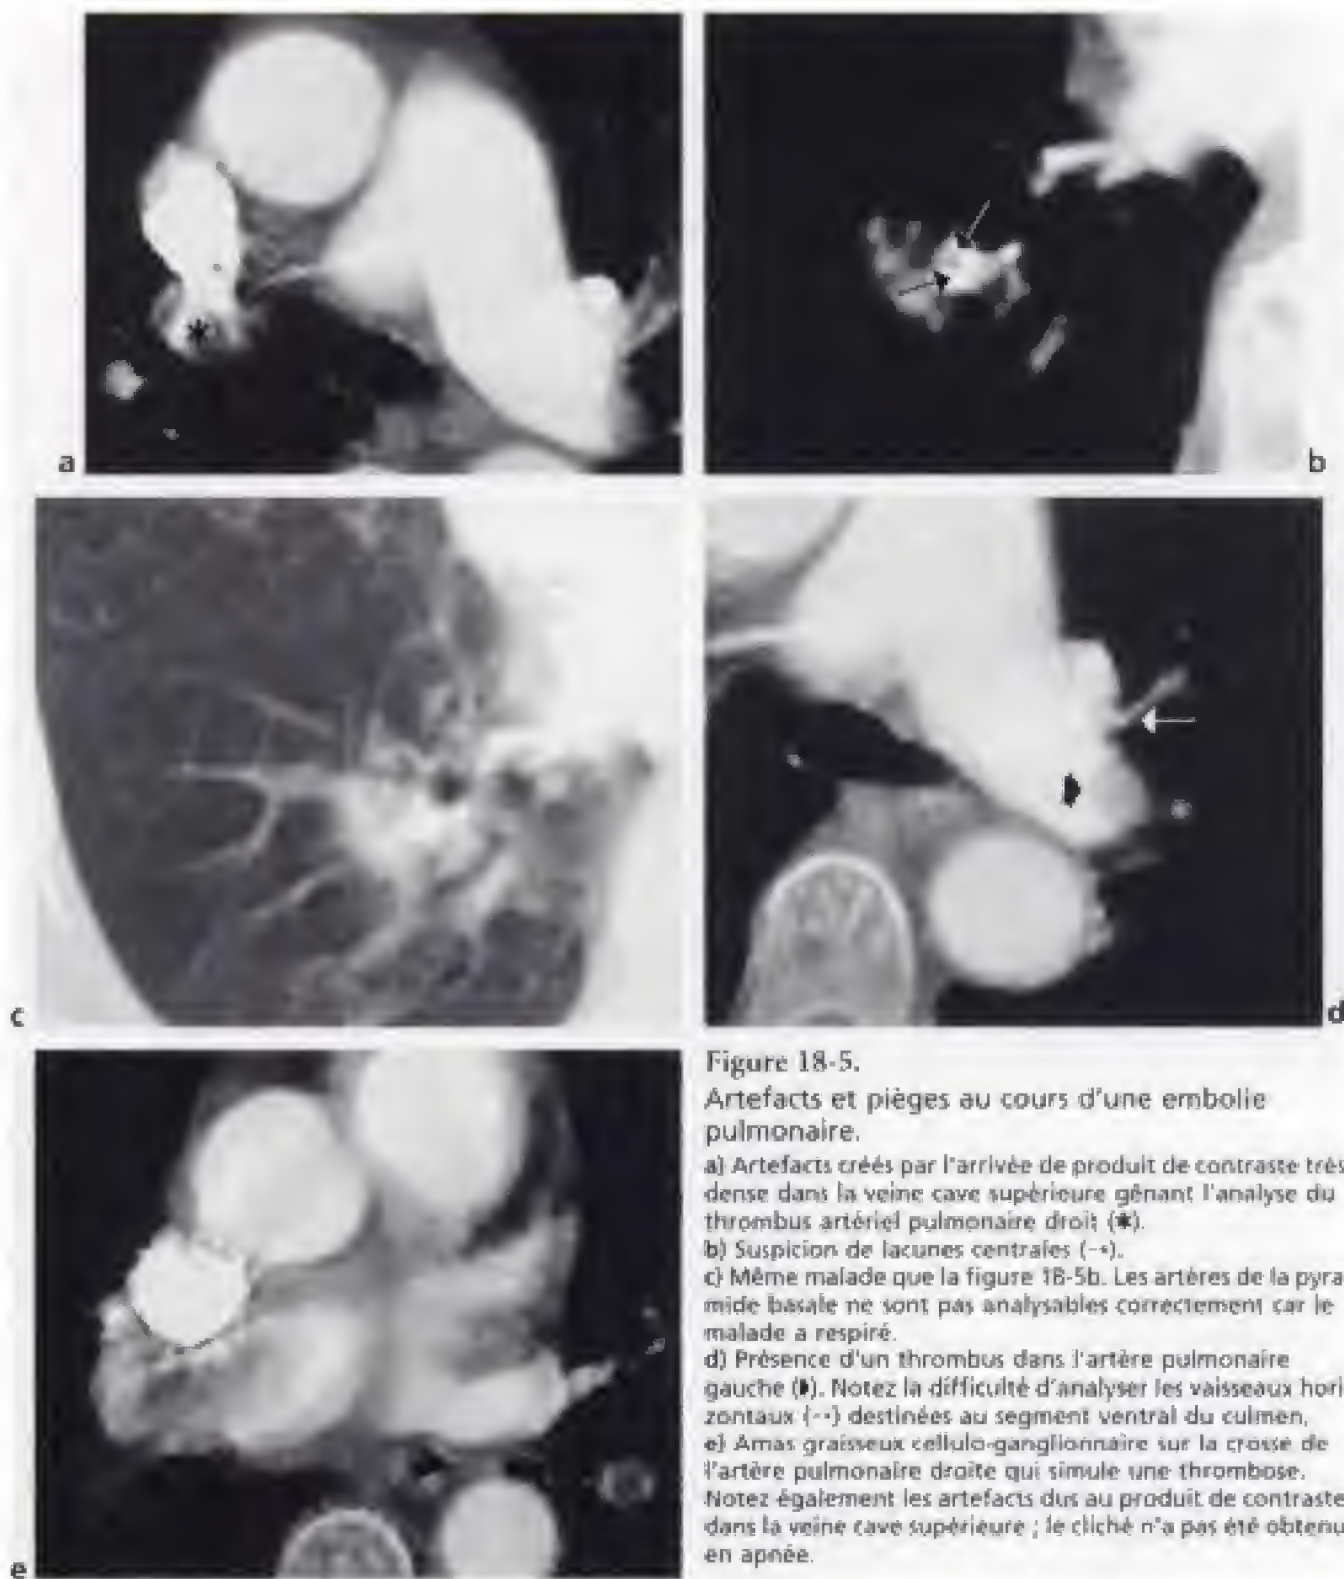 a
b
c
d
e
Figure 18-5.
Artefacts et pièges au cours d'une embolie
pulmonaire.
a) Artefacts créés par l'arrivée de produit de contraste très
dense dans la veine cave supérieure gênant l'analyse du
thrombus artériel pulmonaire droit (*).
b) Suspicion de lacunes centrales (→).
c) Même malade que la figure 18-5b. Les artères de la pyra-
mide basale ne sont pas analysables correctement car le
malade a respiré.
d) Présence d'un thrombus dans l'artère pulmonaire
gauche (◗). Notez la difficulté d'analyser les vaisseaux hori-
zontaux (→) destinées au segment ventral du culmen.
e) Amas graisseux cellulo-ganglionnaire sur la crosse de
l'artère pulmonaire droite qui simule une thrombose.
Notez également les artefacts dus au produit de contraste
dans la veine cave supérieure ; le cliché n'a pas été obtenu
en apnée.